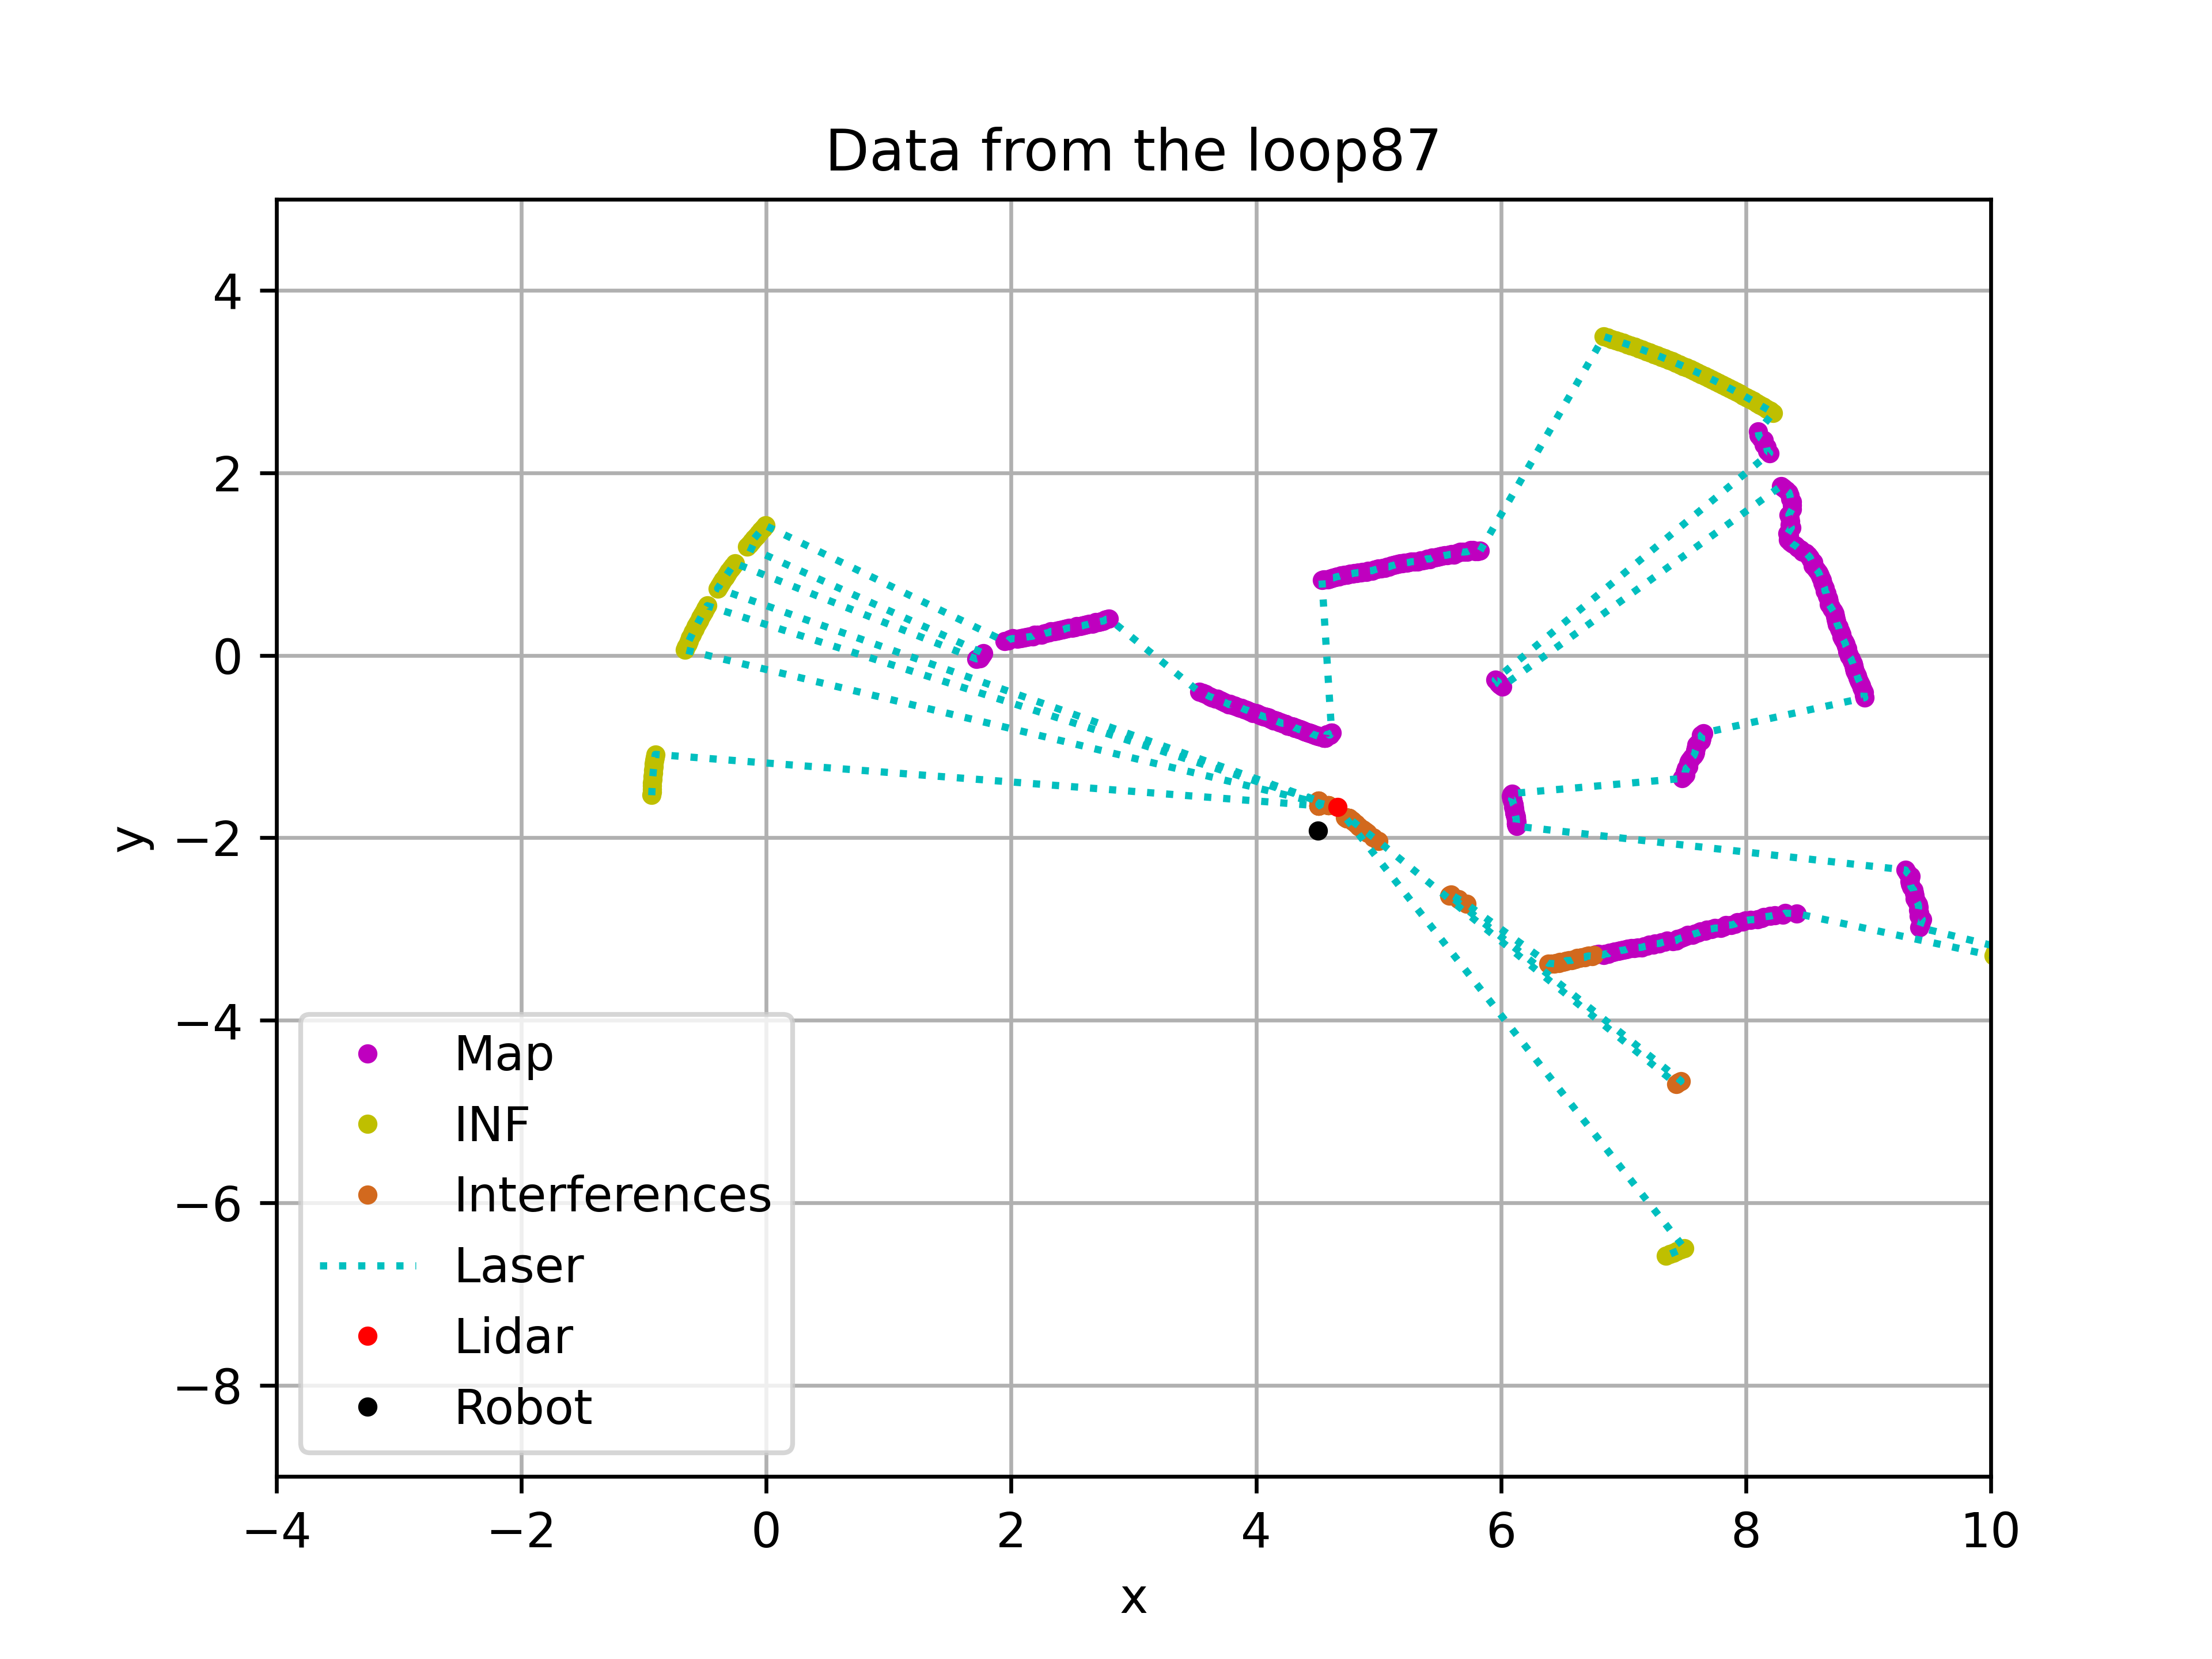 Data from the loop87
4
2
0
−2
−4
−6
−8
y
Map
INF
Interferences
Laser
Lidar
Robot
−4 −2 0 2 4 6 8 10
x